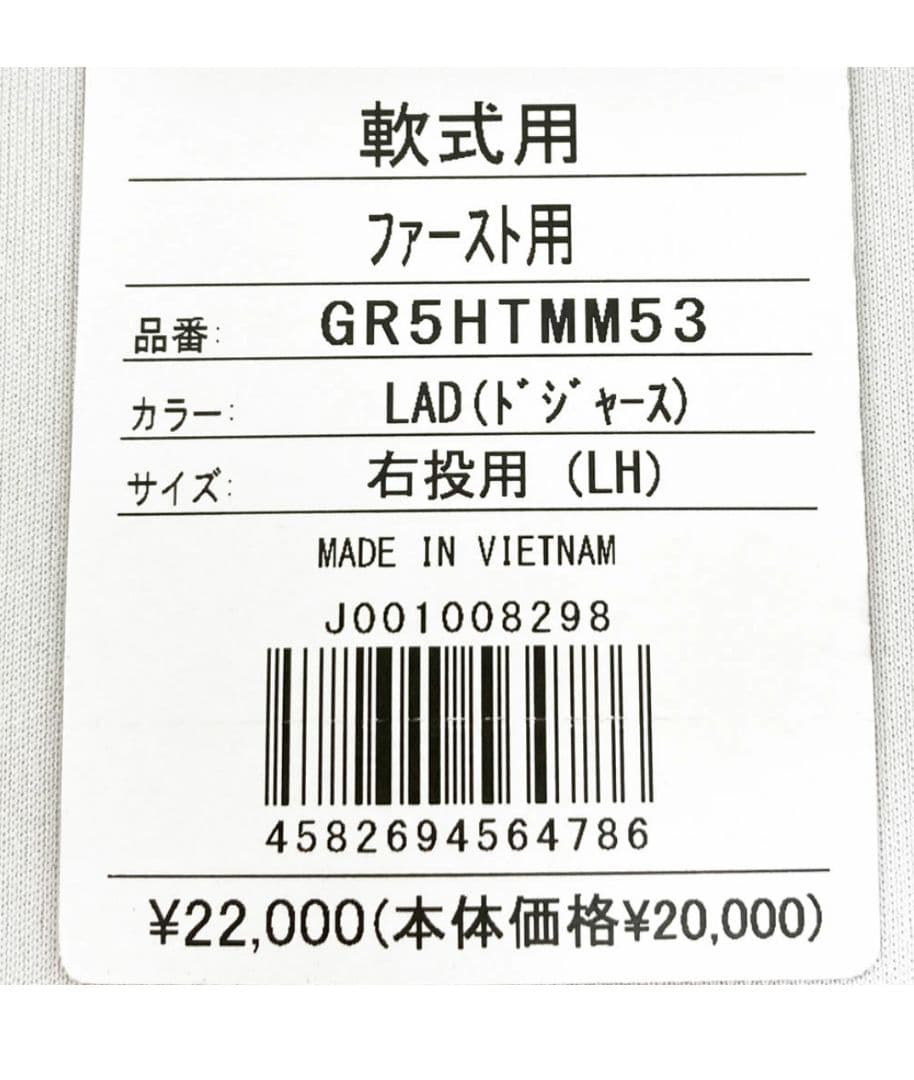 軟式用
ファースト用
品番: GR5HTMM53
カラー: LAD(ドジャース)
サイズ: 右投用 (LH)
MADE IN VIETNAM
J001008298
4582694564786
¥22,000(本体価格¥20,000)